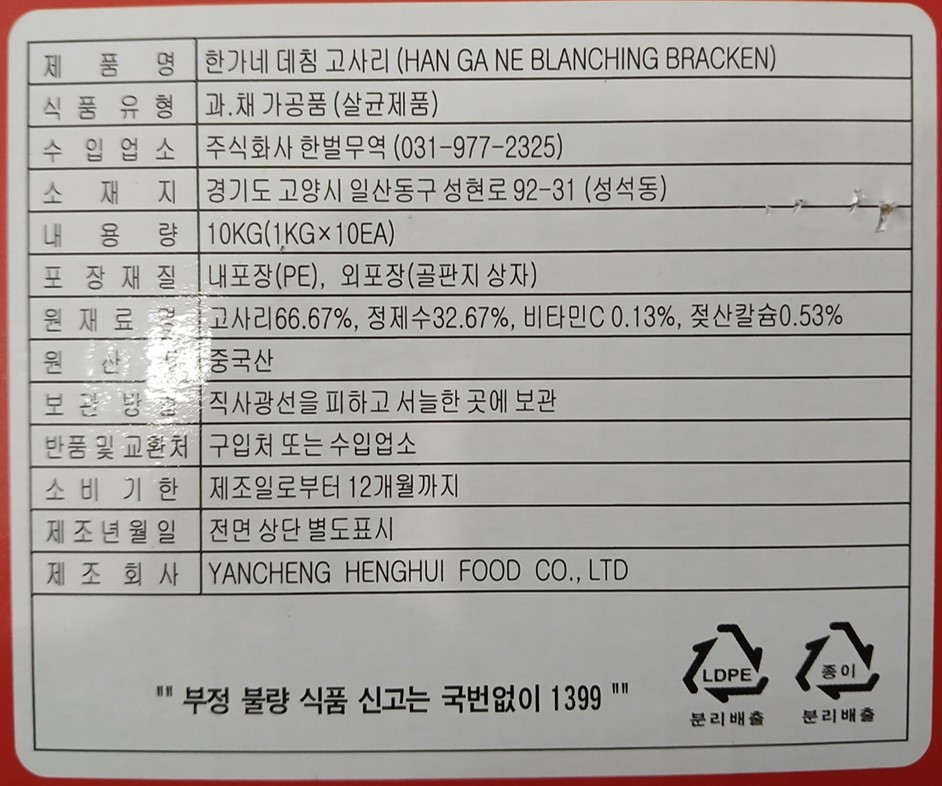 제 품 명 한가네 데침 고사리 (HAN GA NE BLANCHING BRACKEN)
식 품 유 형 과.채 가공품 (살균제품)
수 입 업 소 주식화사 한벌무역 (031-977-2325)
소 재 지 경기도 고양시 일산동구 성현로 92-31 (성석동)
내 용 량 10KG(1KG×10EA)
포 장 재 질 내포장(PE), 외포장(골판지 상자)
원 재 료 명 고사리66.67%, 정제수32.67%, 비타민C 0.13%, 젖산칼슘0.53%
원 산 중국산
보 관 방 법 직사광선을 피하고 서늘한 곳에 보관
반품 및 교환처 구입처 또는 수입업소
소 비 기 한 제조일로부터 12개월까지
제 조 년 월 일 전면 상단 별도표시
제 조 회 사 YANCHENG HENGHUI FOOD CO., LTD
"" 부정 불량 식품 신고는 국번없이 1399 ""
LDPE 종이
분리배출 분리배출